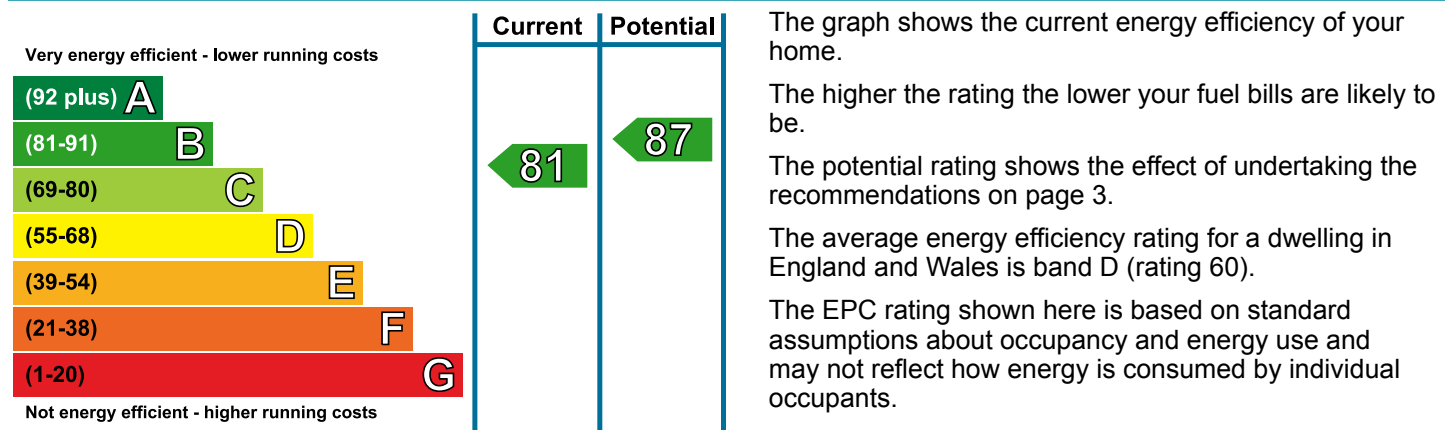 Current Potential
Very energy efficient - lower running costs
(92 plus) A
(81-91) B
(69-80) C
(55-68) D
(39-54) E
(21-38) F
(1-20) G
Not energy efficient - higher running costs
81
87
The graph shows the current energy efficiency of your
home.
The higher the rating the lower your fuel bills are likely to
be.
The potential rating shows the effect of undertaking the
recommendations on page 3.
The average energy efficiency rating for a dwelling in
England and Wales is band D (rating 60).
The EPC rating shown here is based on standard
assumptions about occupancy and energy use and
may not reflect how energy is consumed by individual
occupants.